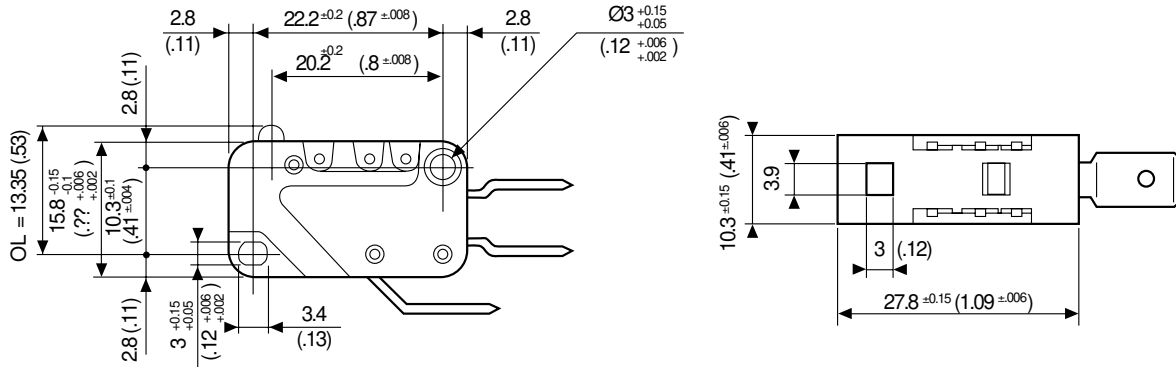 2.8
(.11)
22.2 ±0.2 (.87 ±.008)
2.8
(.11)
Ø3 +0.15 +0.05
(.12 +.006 +.002)
20.2 ±0.2 (.8 ±.008)
2.8 (.11)
OL = 13.35 (.53)
15.8 -0.15 -0.1
(.?? +.006 +.002)
10.3 ±0.1
(.41 ±.004)
2.8 (.11)
3 +0.15 +0.05
(.12 +.006 +.002)
3.4
(.13)
10.3 ±0.15 (.41 ±.006)
3.9
3 (.12)
27.8 ±0.15 (1.09 ±.006)